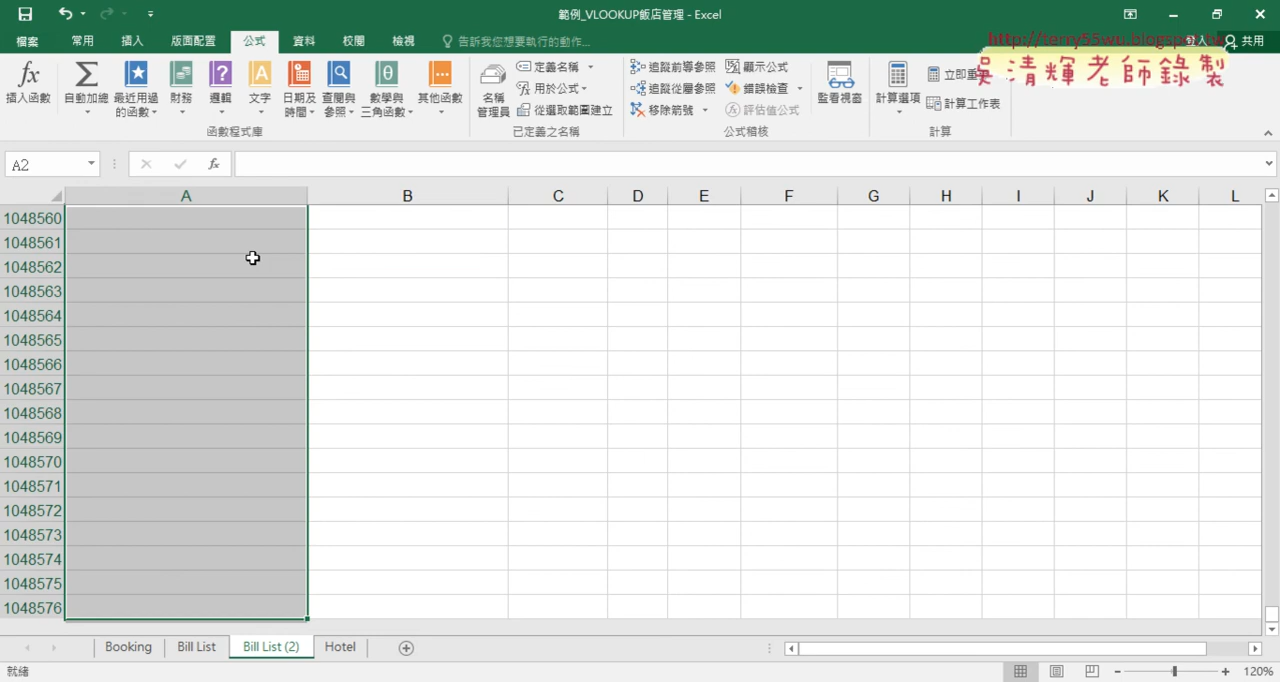 範例_VLOOKUP飯店管理 - Excel
檔案 常用 插入 版面配置 公式 資料 校閱 檢視 告訴我您想要執行的動作... 共用
http://terry55wu.blogspot.tw
吳清輝老師錄製
fx Σ ? A θ
插入函數 自動加總 最近用過的函數 財務 邏輯 文字 日期及時間 查閱與參照 數學與三角函數 其他函數
函數程式庫
名稱管理員 定義名稱 用於公式 從選取範圍建立
已定義之名稱
追蹤前導參照 追蹤從屬參照 移除箭號 顯示公式 錯誤檢查 評估值公式
公式稽核
監看視窗
計算選項 立即重 計算工作表
計算
A2 fx
A B C D E F G H I J K L
1048560
1048561
1048562
1048563
1048564
1048565
1048566
1048567
1048568
1048569
1048570
1048571
1048572
1048573
1048574
1048575
1048576
Booking Bill List Bill List (2) Hotel
就緒 120%